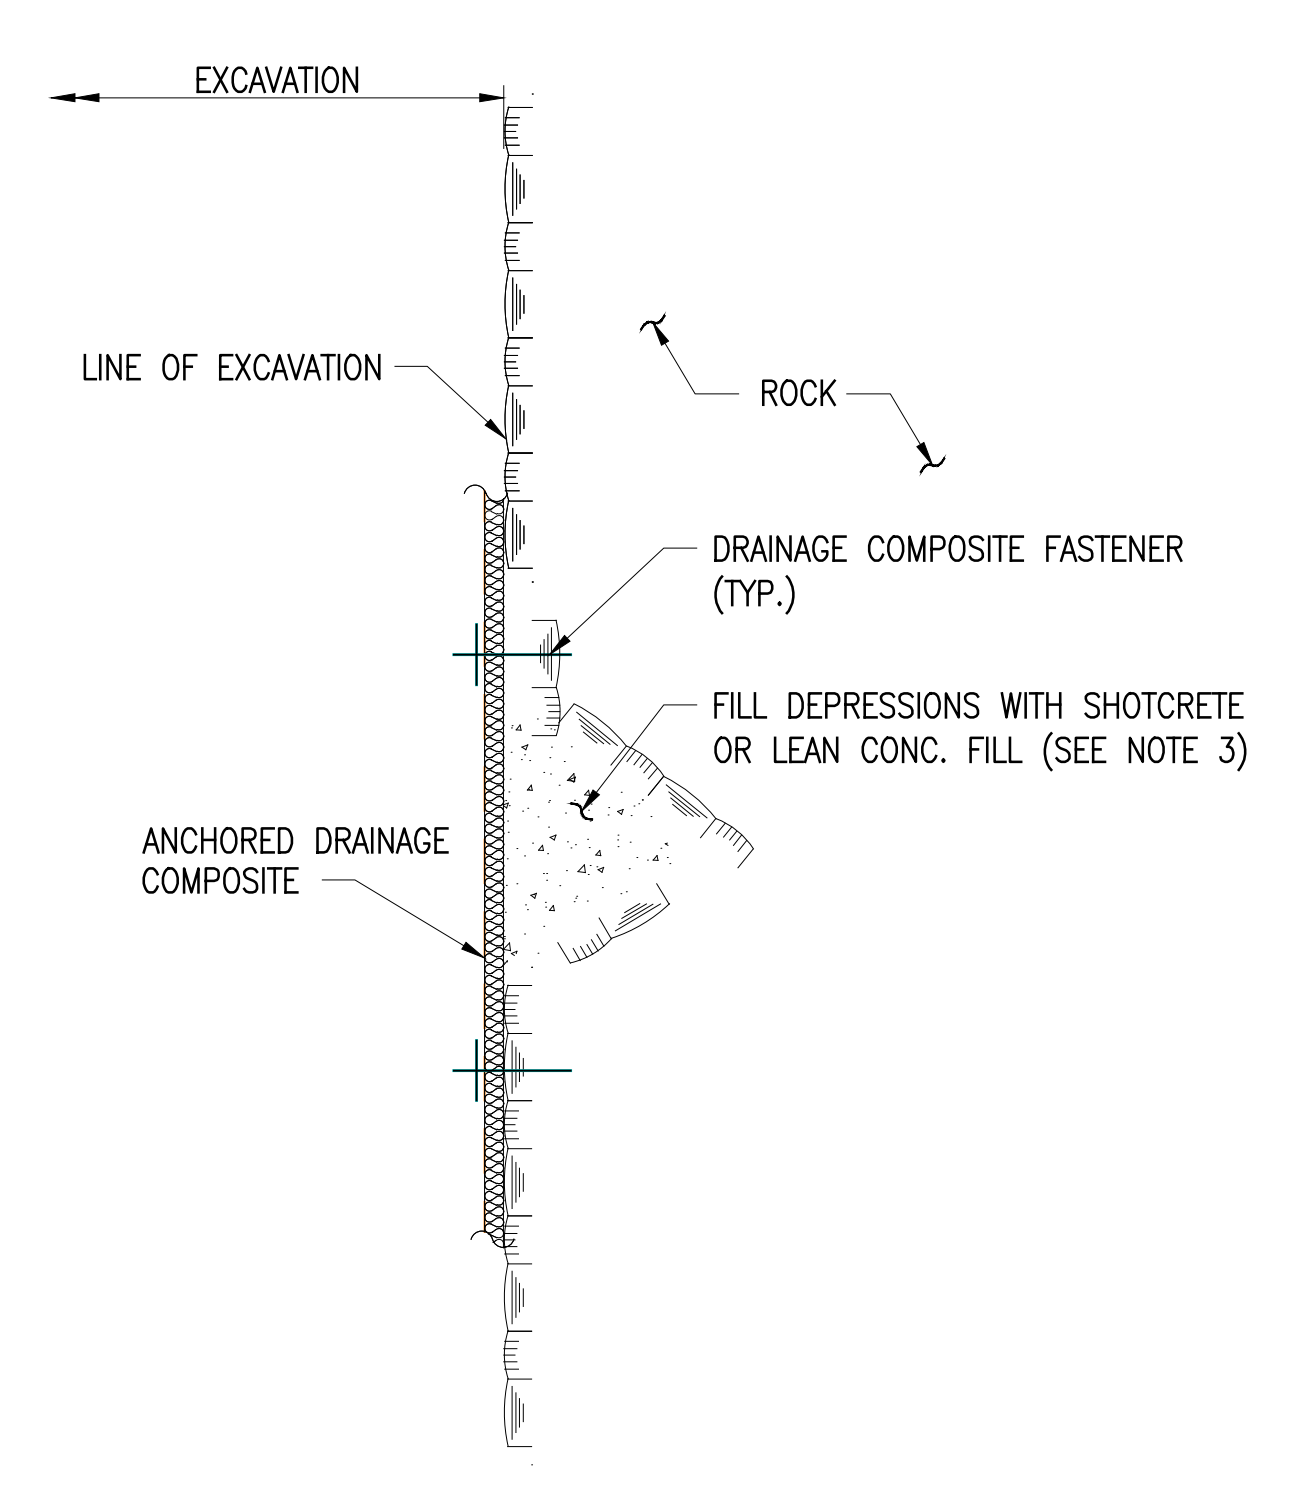 EXCAVATION
LINE OF EXCAVATION
ROCK
DRAINAGE COMPOSITE FASTENER
(TYP.)
FILL DEPRESSIONS WITH SHOTCRETE
OR LEAN CONC. FILL (SEE NOTE 3)
ANCHORED DRAINAGE
COMPOSITE